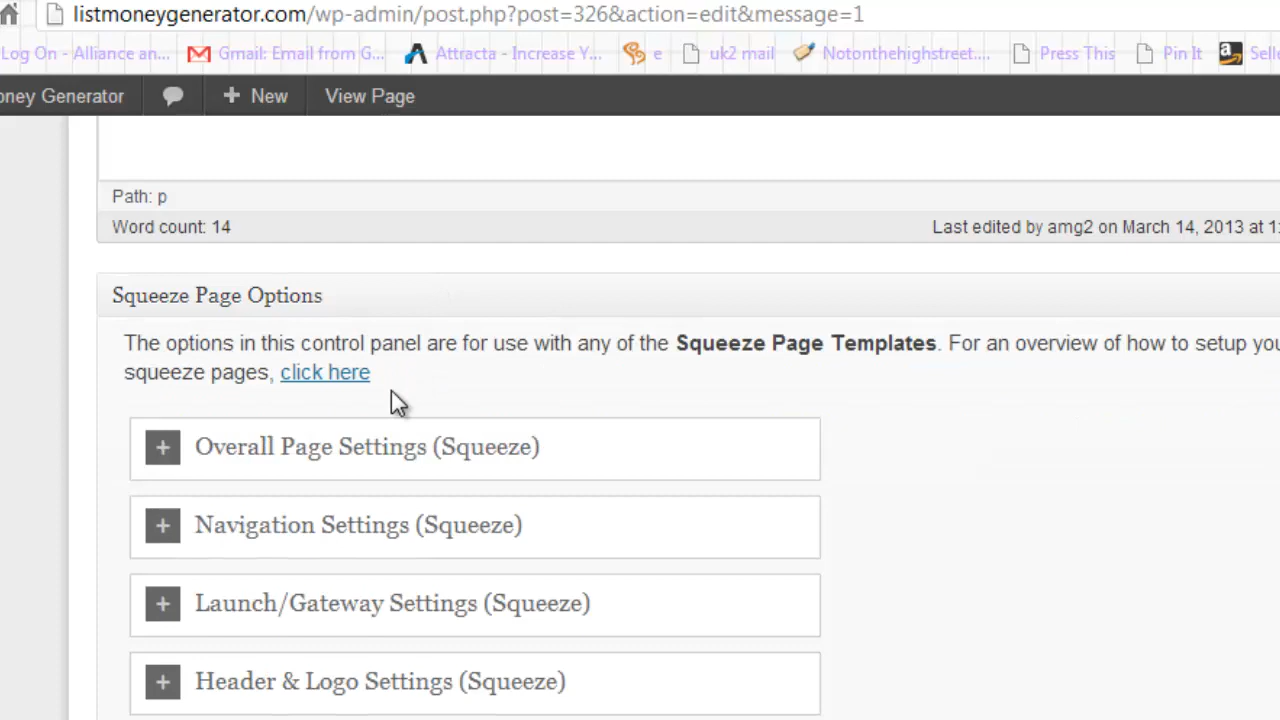 listmoneygenerator.com/wp-admin/post.php?post=326&action=edit&message=1
Log On - Alliance an... Gmail: Email from G... Attracta - Increase Y... e uk2 mail Notonthehighstreet.... Press This Pin It Sell
oney Generator + New View Page
Path: p
Word count: 14 Last edited by amg2 on March 14, 2013 at 1:
Squeeze Page Options
The options in this control panel are for use with any of the Squeeze Page Templates. For an overview of how to setup you
squeeze pages, click here
+ Overall Page Settings (Squeeze)
+ Navigation Settings (Squeeze)
+ Launch/Gateway Settings (Squeeze)
+ Header & Logo Settings (Squeeze)